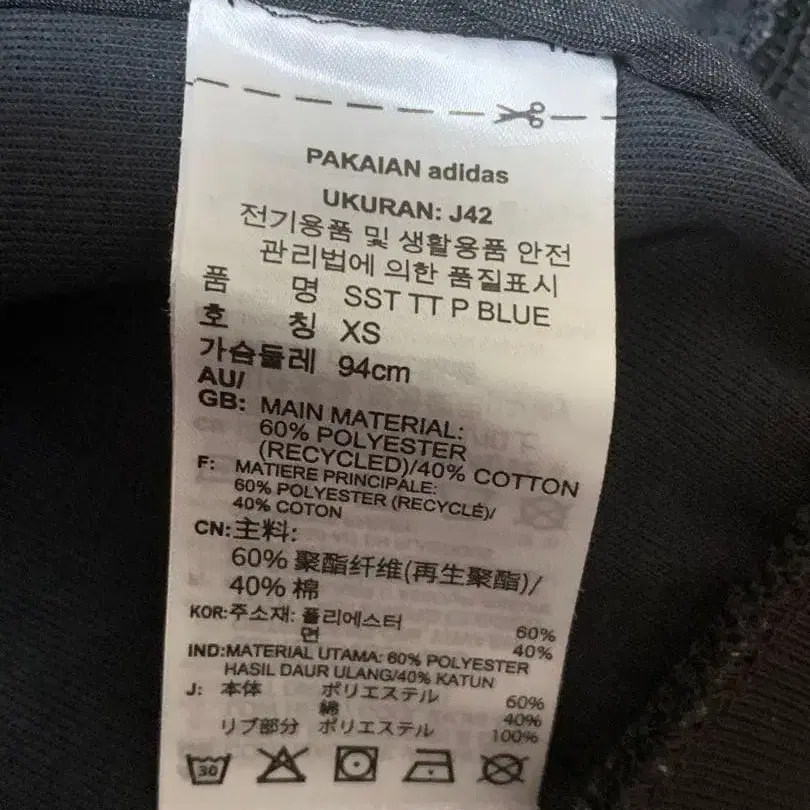 PAKAIAN adidas
UKURAN: J42
전기용품 및 생활용품 안전
관리법에 의한 품질표시
품 명 SST TT P BLUE
호 칭 XS
가슴둘레 94cm
AU/
GB: MAIN MATERIAL:
60% POLYESTER
(RECYCLED)/40% COTTON
F: MATIERE PRINCIPALE:
60% POLYESTER (RECYCLÉ)/
40% COTON
CN:主料:
60% 聚酯纤维(再生聚酯)/
40% 棉
KOR:주소재: 폴리에스터 60%
면 40%
IND:MATERIAL UTAMA: 60% POLYESTER
HASIL DAUR ULANG/40% KATUN
J: 本体 ポリエステル 60%
綿 40%
リブ部分 ポリエステル 100%
30